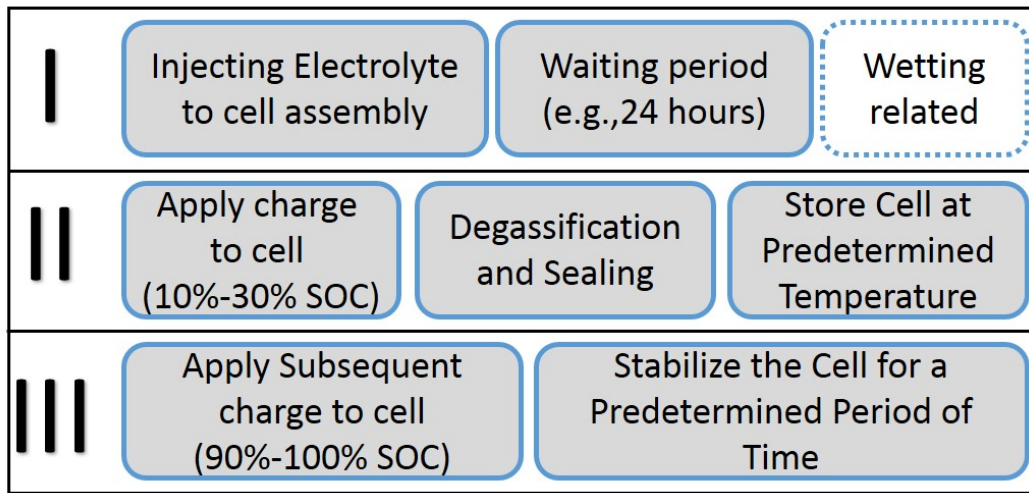 I
Injecting Electrolyte
to cell assembly
Waiting period
(e.g.,24 hours)
Wetting
related
II
Apply charge
to cell
(10%-30% SOC)
Degassification
and Sealing
Store Cell at
Predetermined
Temperature
III
Apply Subsequent
charge to cell
(90%-100% SOC)
Stabilize the Cell for a
Predetermined Period of
Time